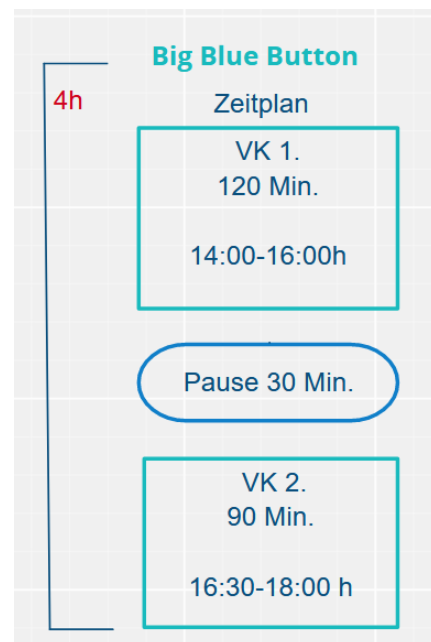 Big Blue Button
4h
Zeitplan
VK 1.
120 Min.
14:00-16:00h
Pause 30 Min.
VK 2.
90 Min.
16:30-18:00 h